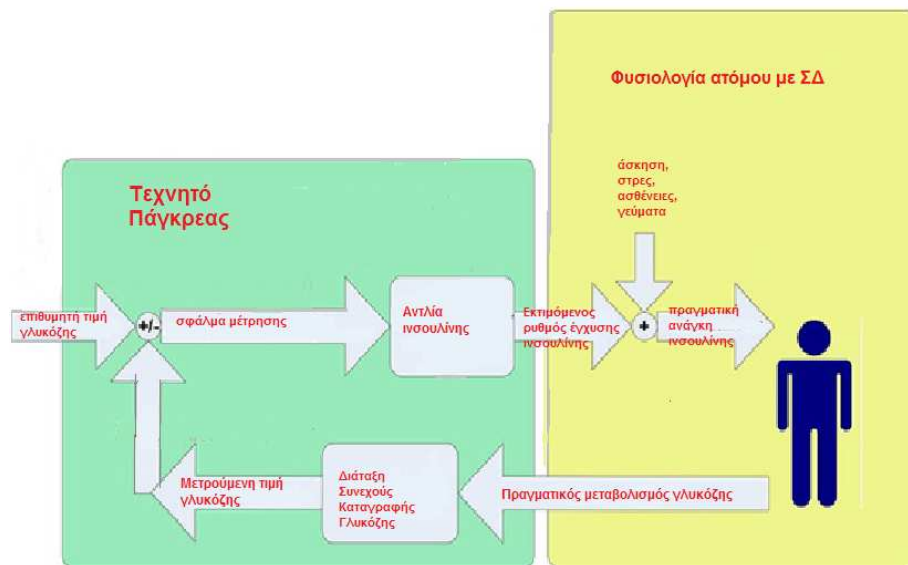 Φυσιολογία ατόμου με ΣΔ
άσκηση,
στρες,
ασθένειες,
γεύματα
Τεχνητό
Πάγκρεας
επιθυμητή τιμή
γλυκόζης
+/-
σφάλμα μέτρησης
Αντλία
ινσουλίνης
Εκτιμόμενος
ρυθμός έγχυσης
ινσουλίνης
+
πραγματική
ανάγκη
ινσουλίνης
Μετρούμενη τιμή
γλυκόζης
Διάταξη
Συνεχούς
Καταγραφής
Γλυκόζης
Πραγματικός μεταβολισμός γλυκόζης